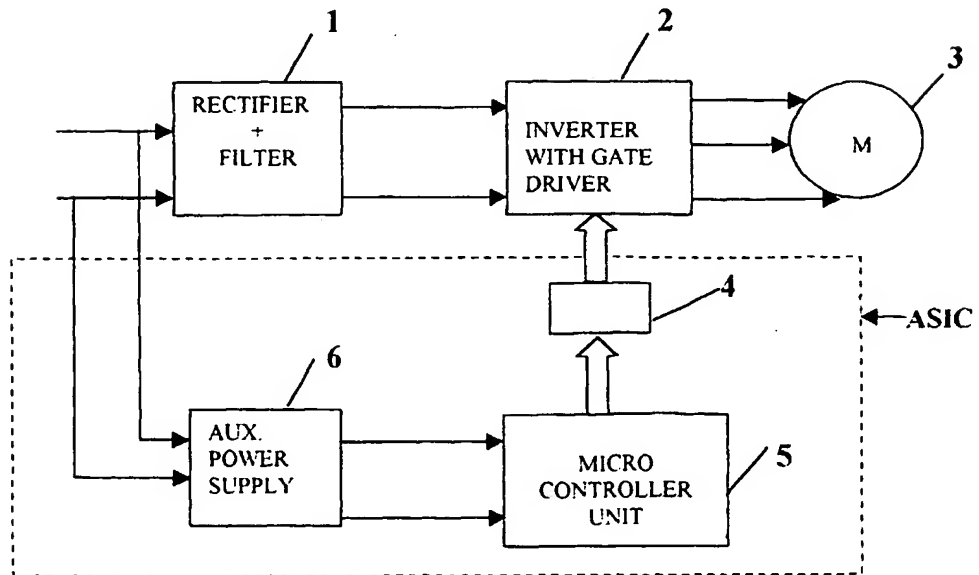 1
2
3
RECTIFIER
+
FILTER
INVERTER
WITH GATE
DRIVER
M
4
ASIC
6
AUX.
POWER
SUPPLY
MICRO
CONTROLLER
UNIT
5